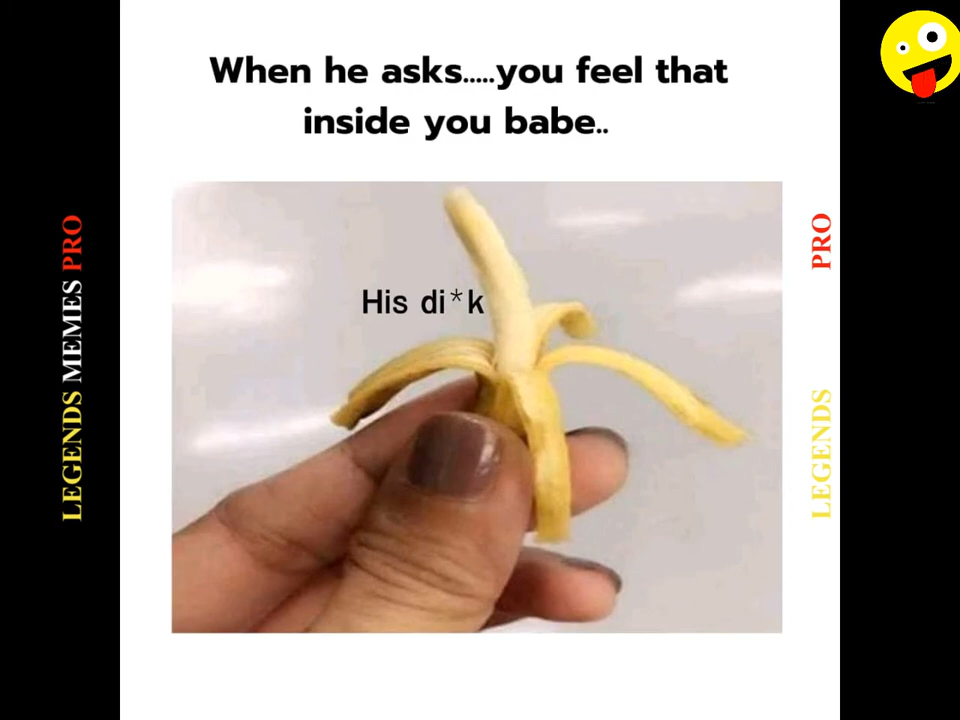 When he asks.....you feel that
inside you babe..
His di*k
LEGENDS MEMES PRO
LEGENDS PRO